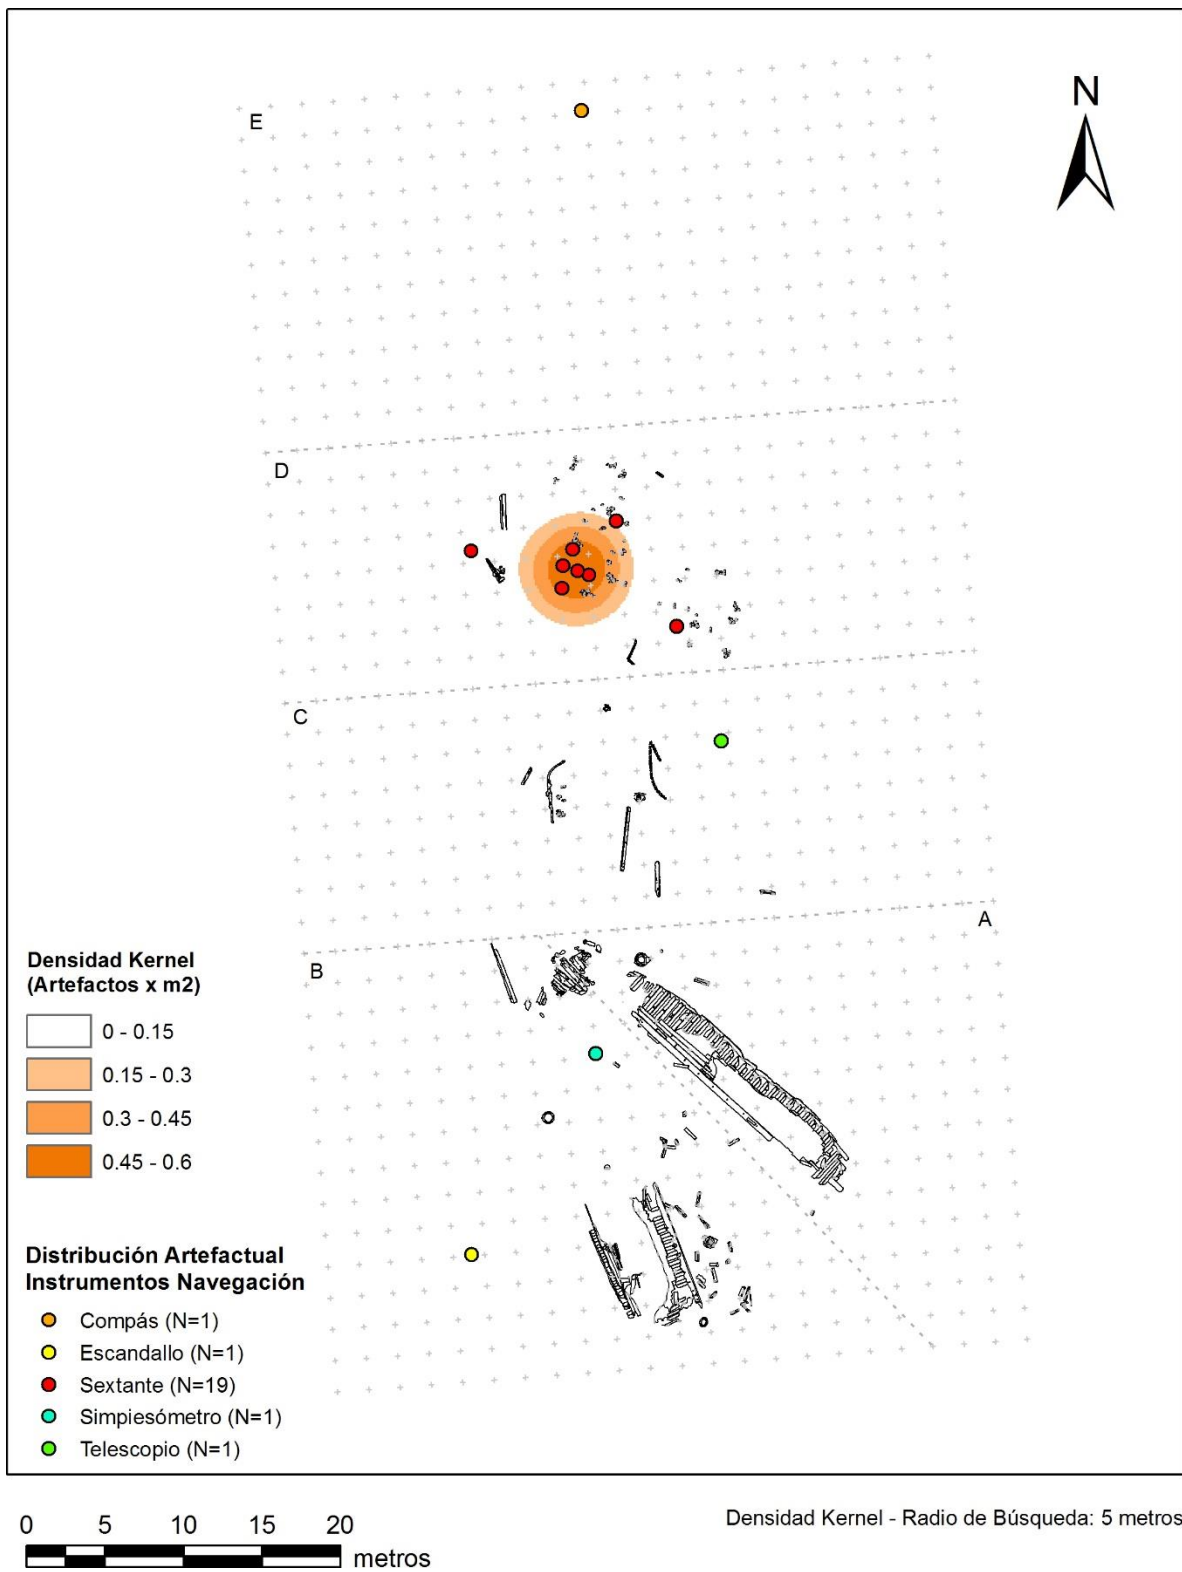 N
E
D
C
A
B
Densidad Kernel
(Artefactos x m2)
0 - 0.15
0.15 - 0.3
0.3 - 0.45
0.45 - 0.6
Distribución Artefactual
Instrumentos Navegación
Compás (N=1)
Escandallo (N=1)
Sextante (N=19)
Simpiesómetro (N=1)
Telescopio (N=1)
0 5 10 15 20
metros
Densidad Kernel - Radio de Búsqueda: 5 metros